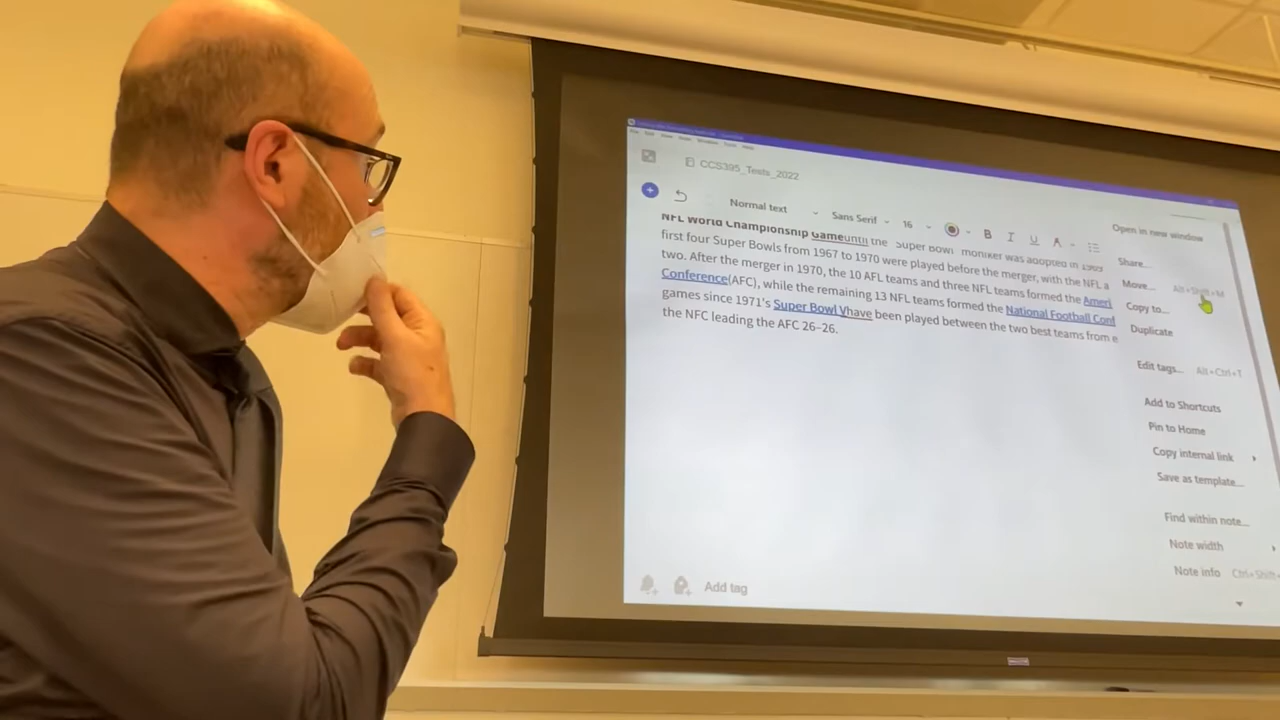 CCS395_Tests_2022
Normal text
Sans Serif
16
B I U A
NFL World Championship Gameuntil the "Super Bowl" moniker was adopted in
first four Super Bowls from 1967 to 1970 were played before the merger, with the NFL a
two. After the merger in 1970, the 10 AFL teams and three NFL teams formed the Ameri
Conference(AFC), while the remaining 13 NFL teams formed the National Football Conf
games since 1971's Super Bowl Vhave been played between the two best teams from e
the NFC leading the AFC 26–26.
Open in new window
Share...
Move... Alt+Shift+M
Copy to...
Duplicate
Edit tags... Alt+Ctrl+T
Add to Shortcuts
Pin to Home
Copy internal link
Save as template...
Find within note...
Note width
Note info Ctrl+Shift+
Add tag